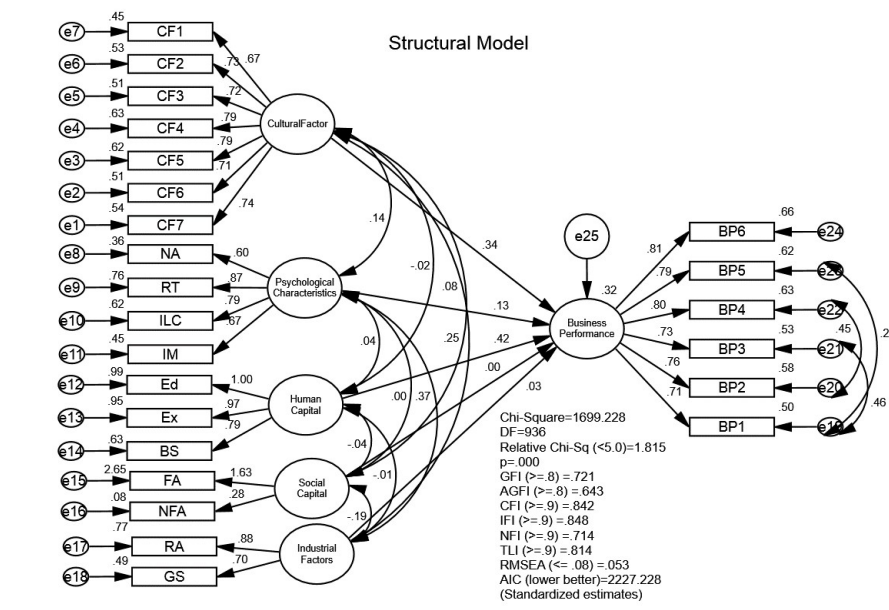 Structural Model
e7 .45 CF1
e6 .53 CF2
e5 .51 CF3
e4 .63 CF4
e3 .62 CF5
e2 .51 CF6
e1 .54 CF7
.67
.73
.72
.79
.79
.71
.74
CulturalFactor
e8 .36 NA
e9 .76 RT
e10 .62 ILC
e11 .45 IM
.60
.87
.79
.67
Psychological
Characteristics
e12 .99 Ed
e13 .95 Ex
e14 .63 BS
1.00
.97
.79
Human
Capital
e15 2.65 FA
e16 .08 NFA
1.63
.28
Social
Capital
e17 .77 RA
e18 .49 GS
.88
.70
Industrial
Factors
.14
-.02
.08
.25
.04
.00
.37
-.04
-.01
-.19
.34
.13
.42
.00
.03
e25
.32
Business
Performance
.81
.79
.80
.73
.76
.71
BP6 .66 e24
BP5 .62
BP4 .63 e22
BP3 .53 e21
BP2 .58 e20
BP1 .50
.45
.46
Chi-Square=1699.228
DF=936
Relative Chi-Sq (<5.0)=1.815
p=.000
GFI (>=.8) =.721
AGFI (>=.8) =.643
CFI (>=.9) =.842
IFI (>=.9) =.848
NFI (>=.9) =.714
TLI (>=.9) =.814
RMSEA (<= .08) =.053
AIC (lower better)=2227.228
(Standardized estimates)